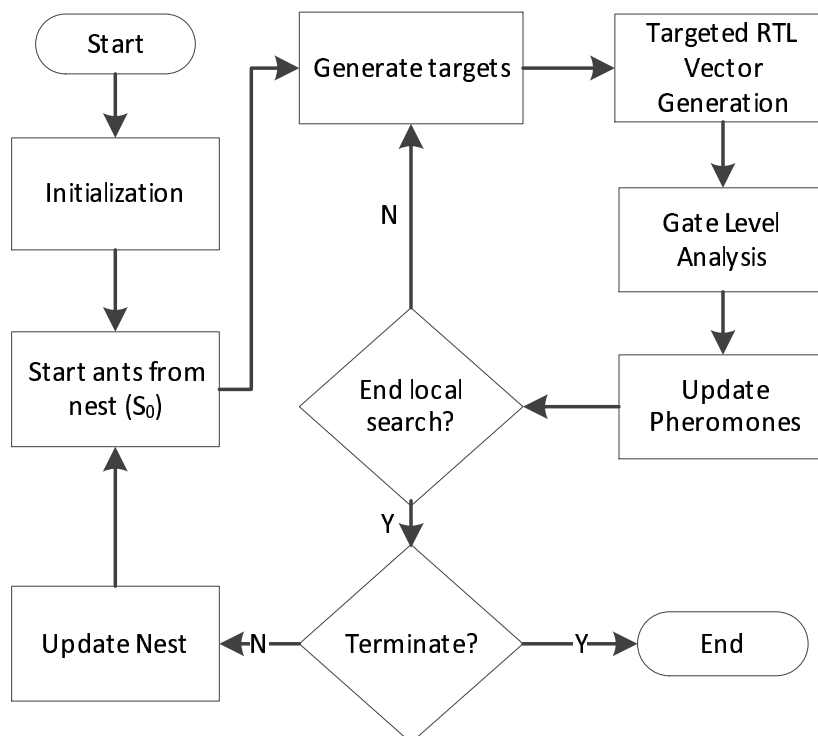 Start
Initialization
Start ants from
nest (S₀)
Generate targets
Targeted RTL
Vector
Generation
Gate Level
Analysis
Update
Pheromones
End local
search?
N
Y
Terminate?
N
Update Nest
Y
End